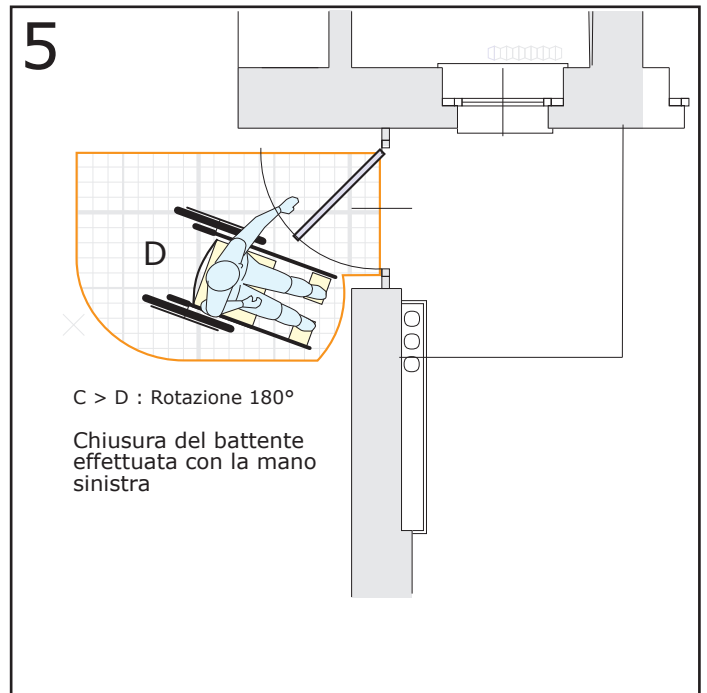 5
D
C > D : Rotazione 180°
Chiusura del battente
effettuata con la mano
sinistra